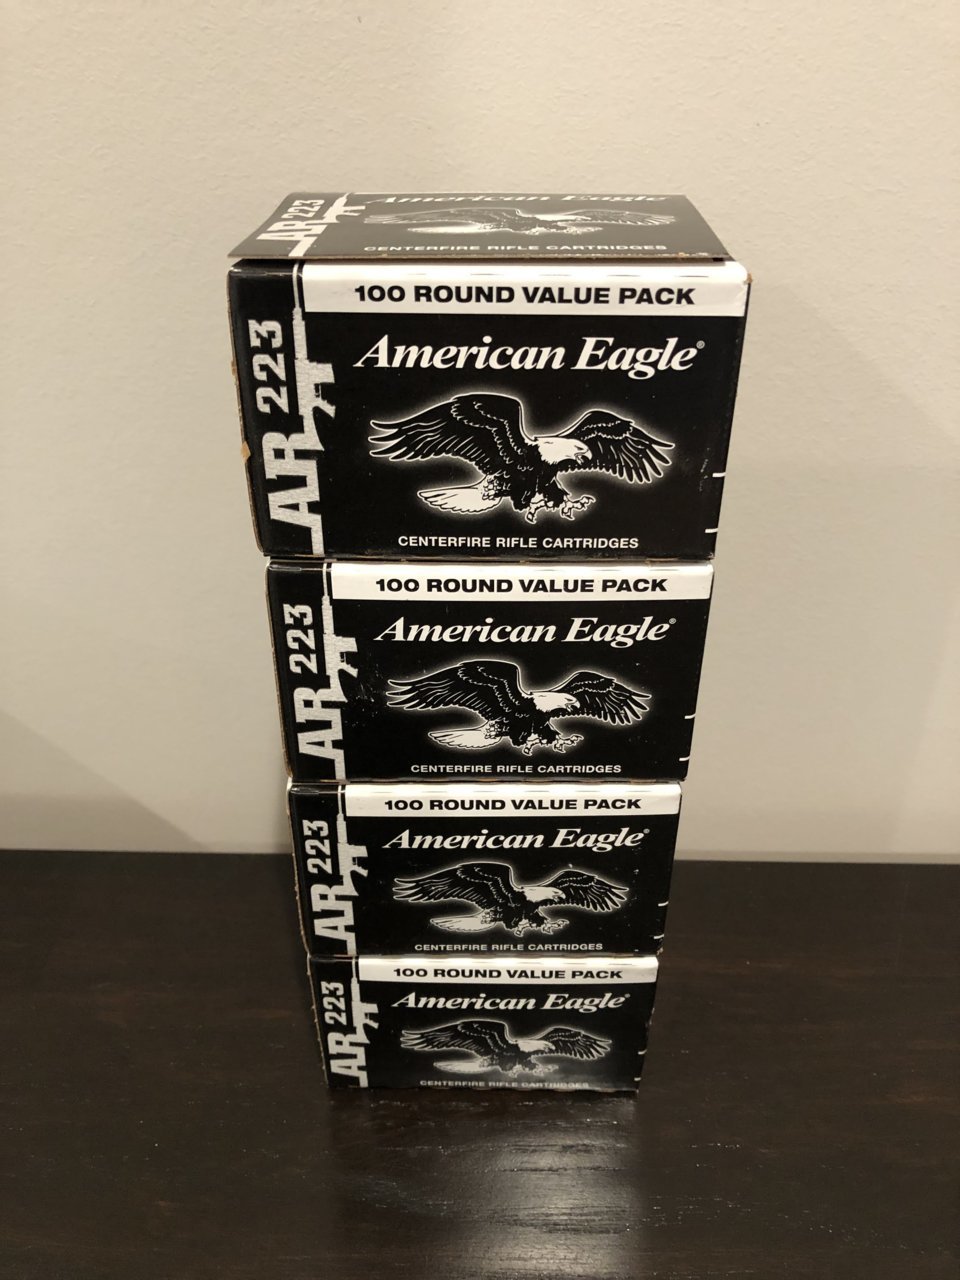 AR 223
American Eagle
CENTERFIRE RIFLE CARTRIDGES
100 ROUND VALUE PACK
AR 223
American Eagle®
CENTERFIRE RIFLE CARTRIDGES
100 ROUND VALUE PACK
AR 223
American Eagle®
CENTERFIRE RIFLE CARTRIDGES
100 ROUND VALUE PACK
AR 223
American Eagle®
CENTERFIRE RIFLE CARTRIDGES
100 ROUND VALUE PACK
AR 223
American Eagle®
CENTERFIRE RIFLE CARTRIDGES